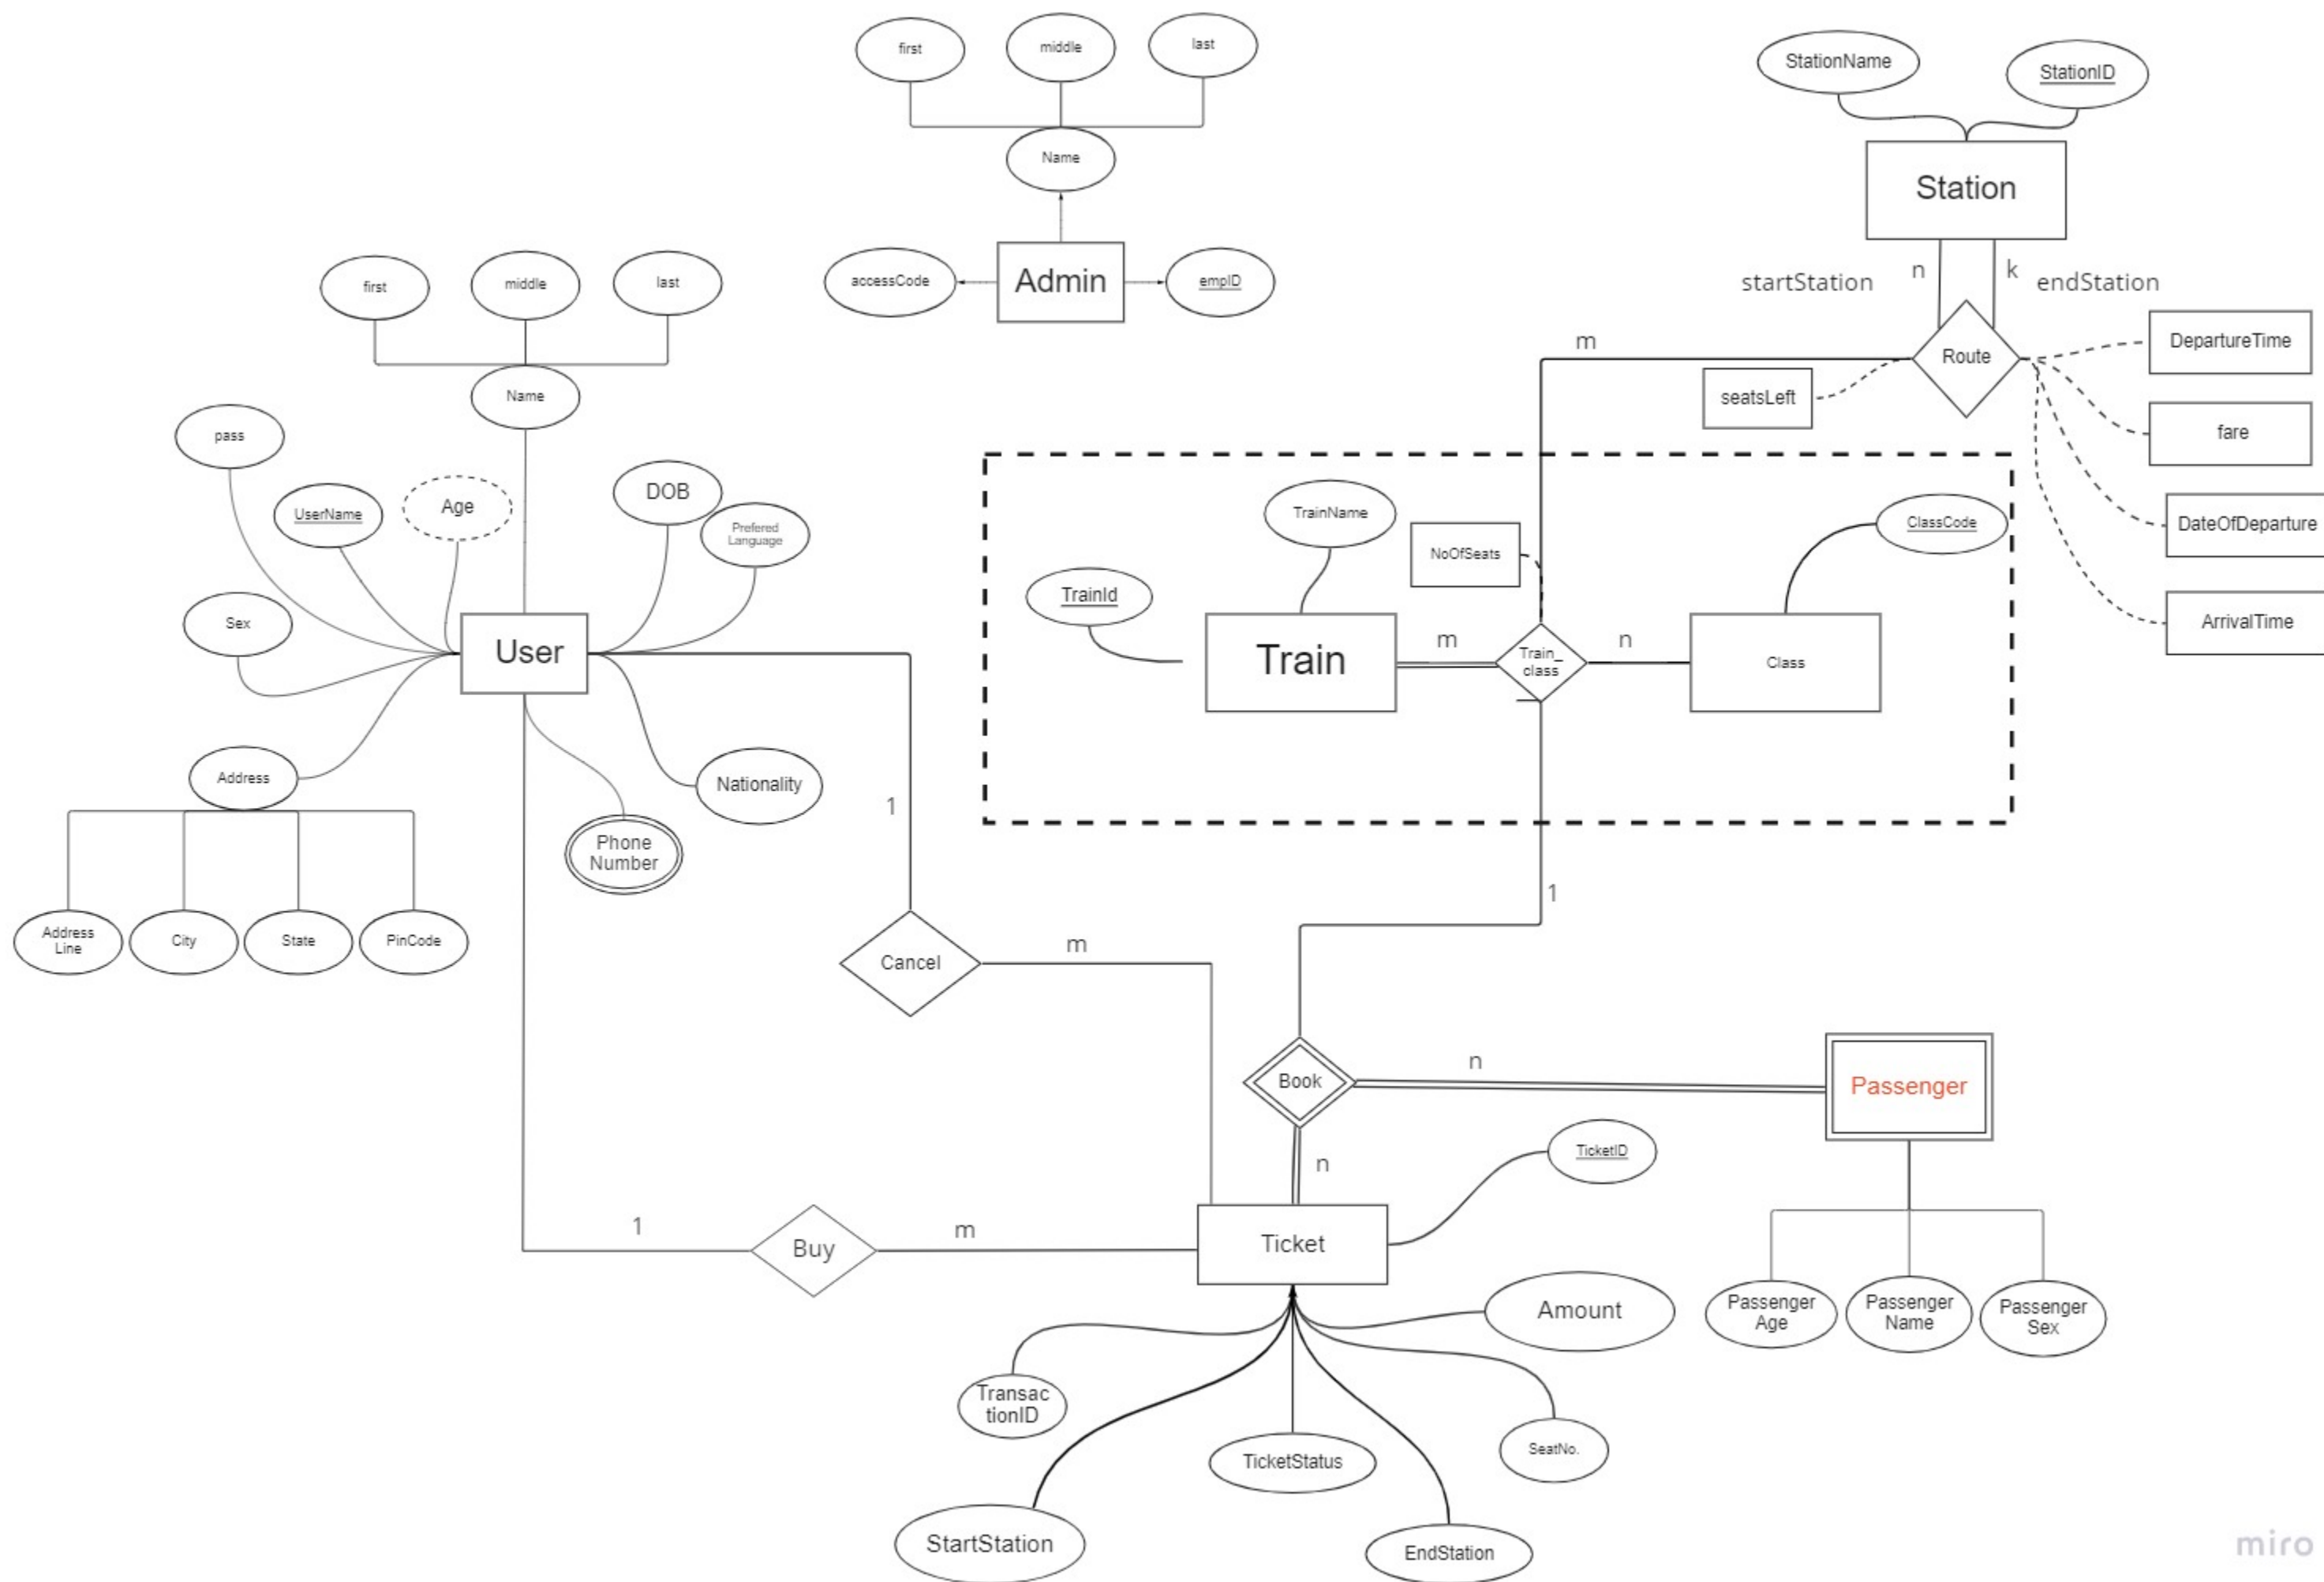 first
middle
last
Name
accessCode
Admin
empID
StationName
StationID
Station
startStation
n
k
endStation
m
Route
seatsLeft
DepartureTime
fare
DateOfDeparture
ArrivalTime
first
middle
last
Name
pass
UserName
Age
DOB
Prefered
Language
Sex
User
Address
Nationality
Phone
Number
Address
Line
City
State
PinCode
TrainName
TrainId
NoOfSeats
ClassCode
Train
m
Train_
class
n
Class
1
1
Cancel
m
Book
n
Passenger
n
TicketID
1
Buy
m
Ticket
Amount
Passenger
Age
Passenger
Name
Passenger
Sex
Transac
tionID
TicketStatus
SeatNo.
StartStation
EndStation
miro